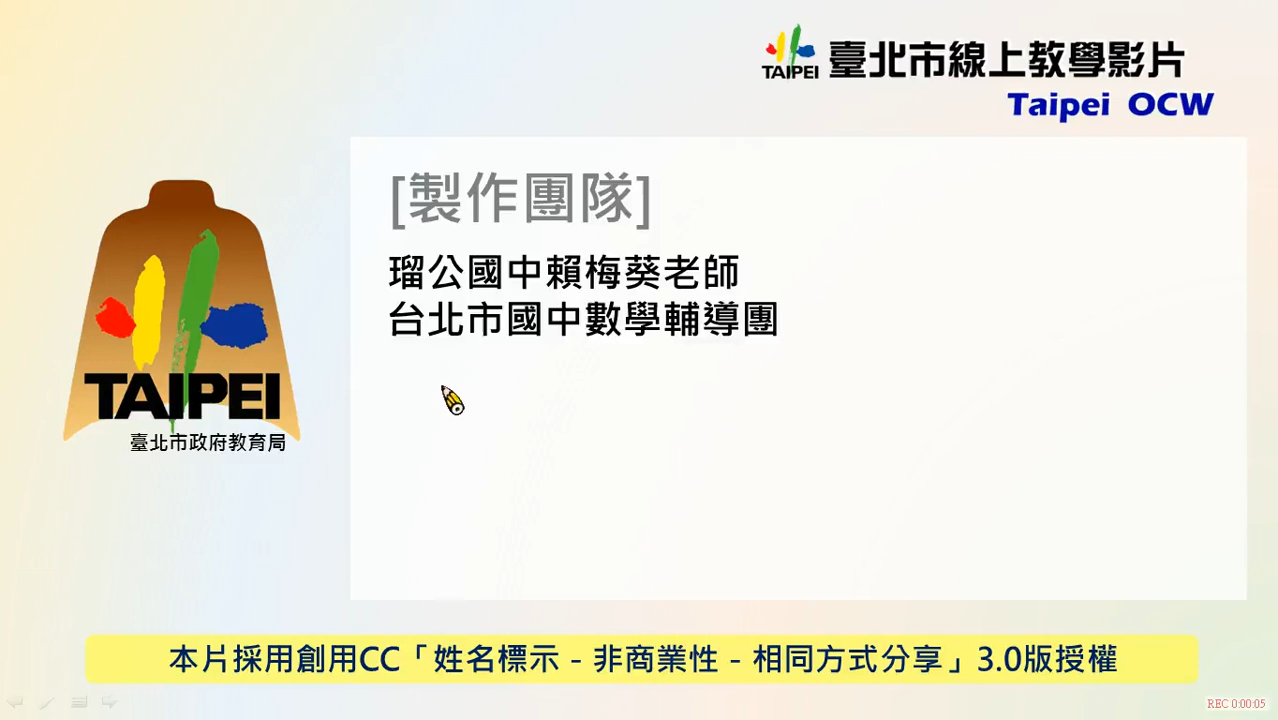 TAIPEI 臺北市線上教學影片
Taipei OCW
[製作團隊]
瑠公國中賴梅葵老師
台北市國中數學輔導團
TAIPEI
臺北市政府教育局
本片採用創用CC「姓名標示－非商業性－相同方式分享」3.0版授權
REC 0:00:05